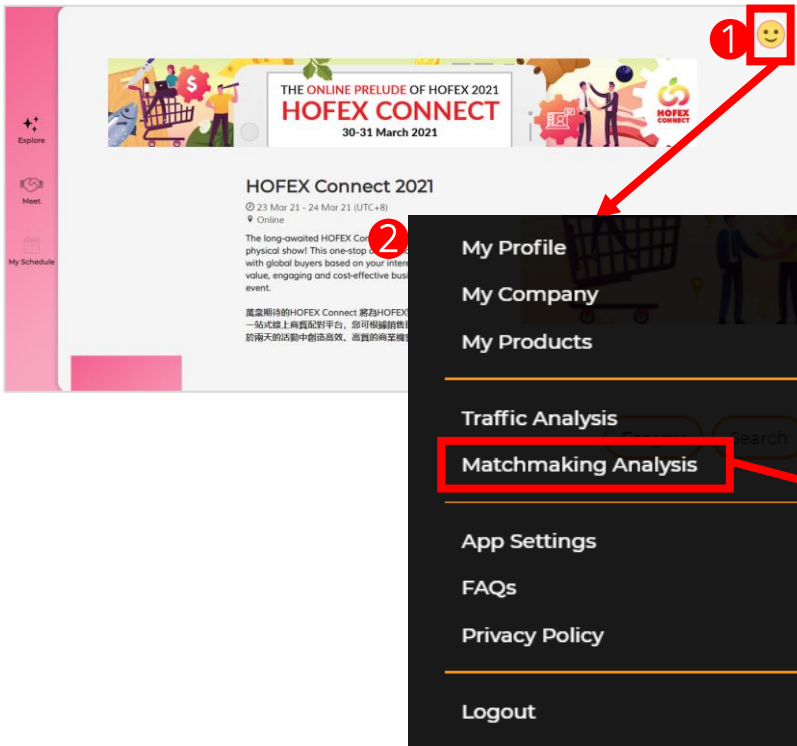 1
THE ONLINE PRELUDE OF HOFEX 2021
HOFEX CONNECT
30-31 March 2021
HOFEX
CONNECT
Explore
Meet
My Schedule
HOFEX Connect 2021
23 Mar 21 - 24 Mar 21 (UTC+8)
Online
The long-awaited HOFEX
physical show! This one-stop
with global buyers based on your
value, engaging and cost-effective
event.
萬眾期待的HOFEX Connect 將為HOFEX
一站式線上商貿配對平台，您可根據銷售
於兩天的活動中創造高效、高質的商業機
2
My Profile
My Company
My Products
Traffic Analysis
For you
Search
Matchmaking Analysis
App Settings
FAQs
Privacy Policy
Logout